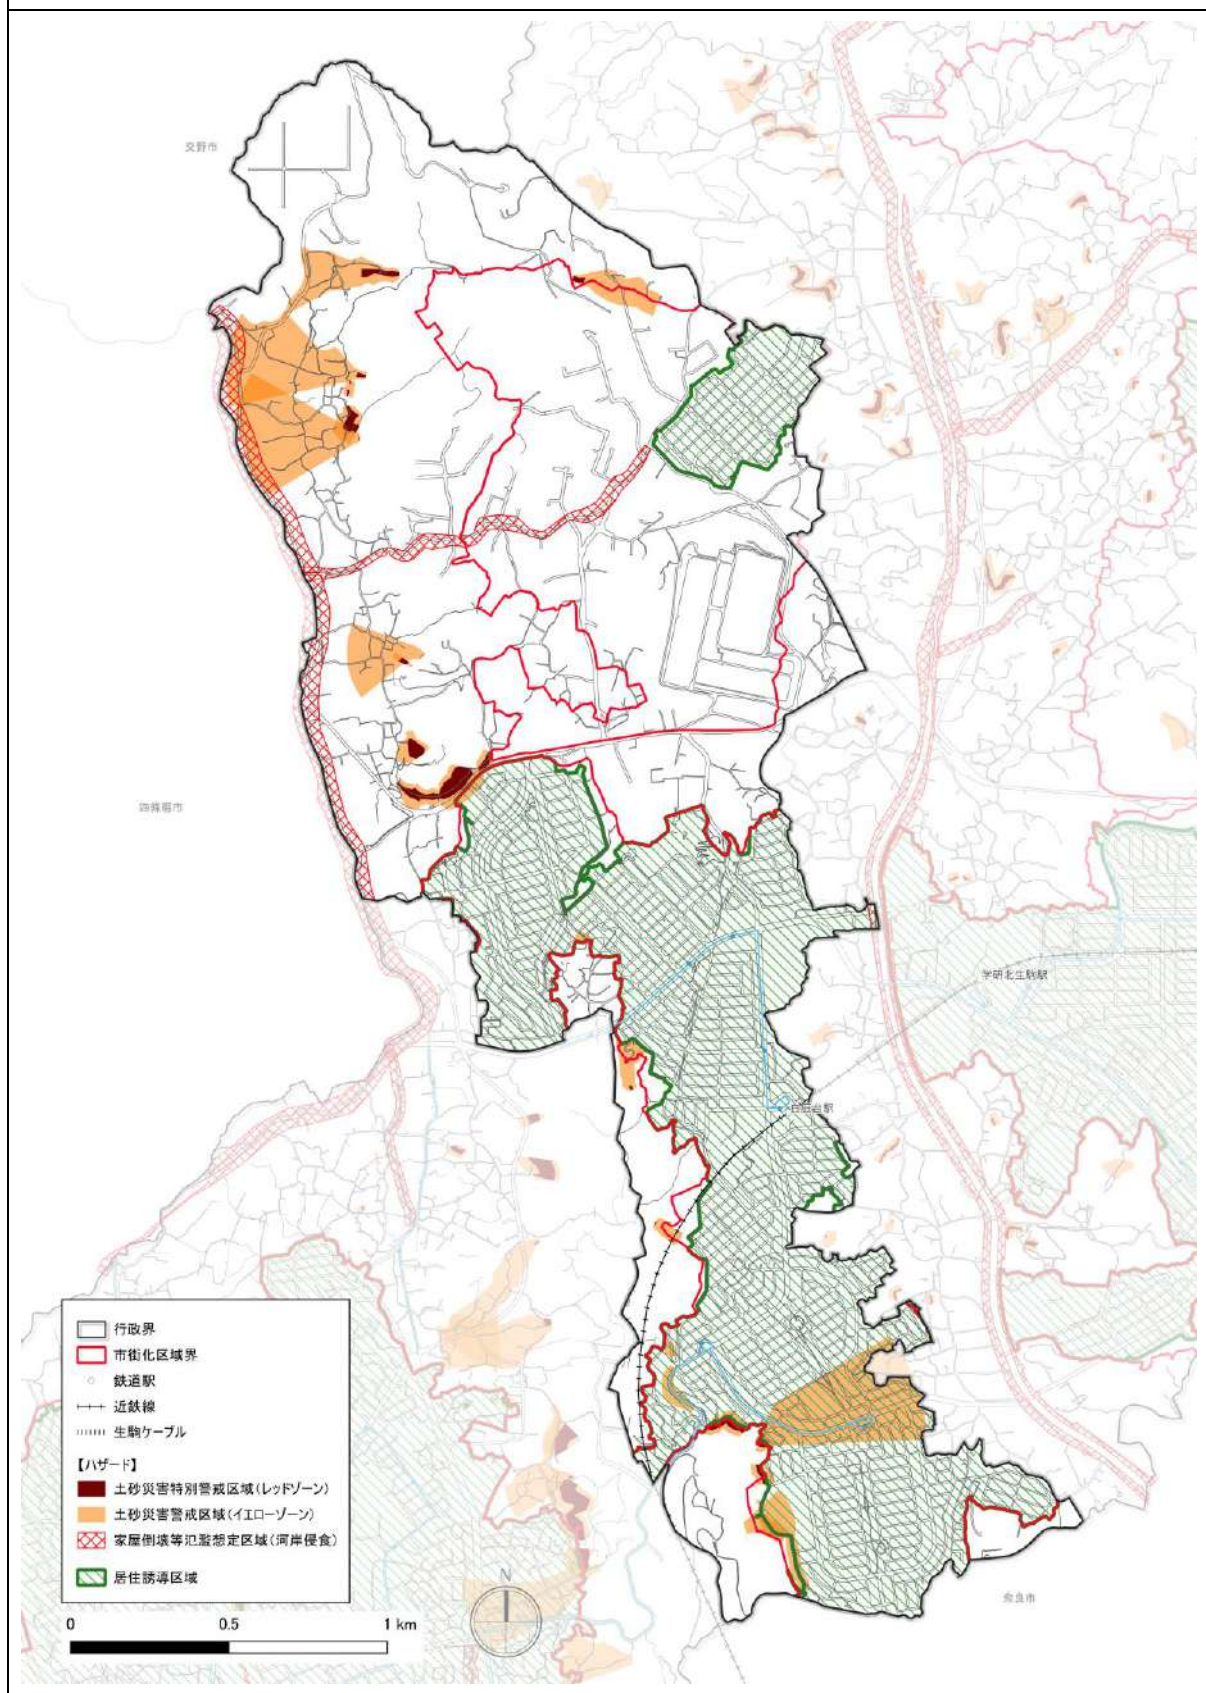 交野市
四條畷市
学研北生駒駅
白庭台駅
行政界
市街化区域界
鉄道駅
近鉄線
生駒ケーブル
【ハザード】
土砂災害特別警戒区域(レッドゾーン)
土砂災害警戒区域(イエローゾーン)
家屋倒壊等氾濫想定区域(河岸侵食)
居住誘導区域
0 0.5 1 km
N
奈良市